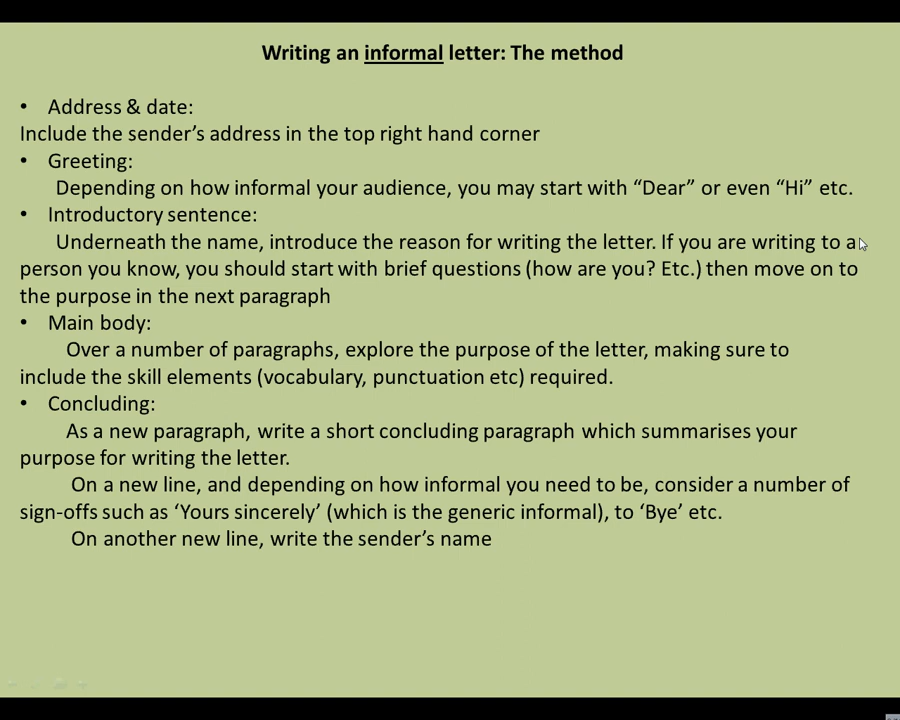 Writing an informal letter: The method
• Address & date:
Include the sender's address in the top right hand corner
• Greeting:
Depending on how informal your audience, you may start with “Dear” or even “Hi” etc.
• Introductory sentence:
Underneath the name, introduce the reason for writing the letter. If you are writing to a
person you know, you should start with brief questions (how are you? Etc.) then move on to
the purpose in the next paragraph
• Main body:
Over a number of paragraphs, explore the purpose of the letter, making sure to
include the skill elements (vocabulary, punctuation etc) required.
• Concluding:
As a new paragraph, write a short concluding paragraph which summarises your
purpose for writing the letter.
On a new line, and depending on how informal you need to be, consider a number of
sign-offs such as ‘Yours sincerely’ (which is the generic informal), to ‘Bye’ etc.
On another new line, write the sender’s name